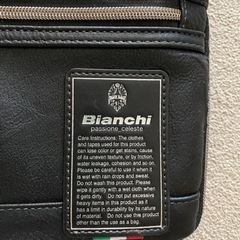 Bianchi
passione celeste
Care Instructions: The clothes
and tapes used for this product
can lose color or get stains, cause
of its uneven texture, or by friction,
water leakage, cohesion and so on.
Please be careful to use it when it
is wet with rain drops and sweat.
Do not wash this product. Please
wipe it gently with a wet cloth when
it gets dirty. Do not put excessive
heavy items in this product as it
has a limit in durability by its nature
of material. Do not use this product
other than the use as a bag.